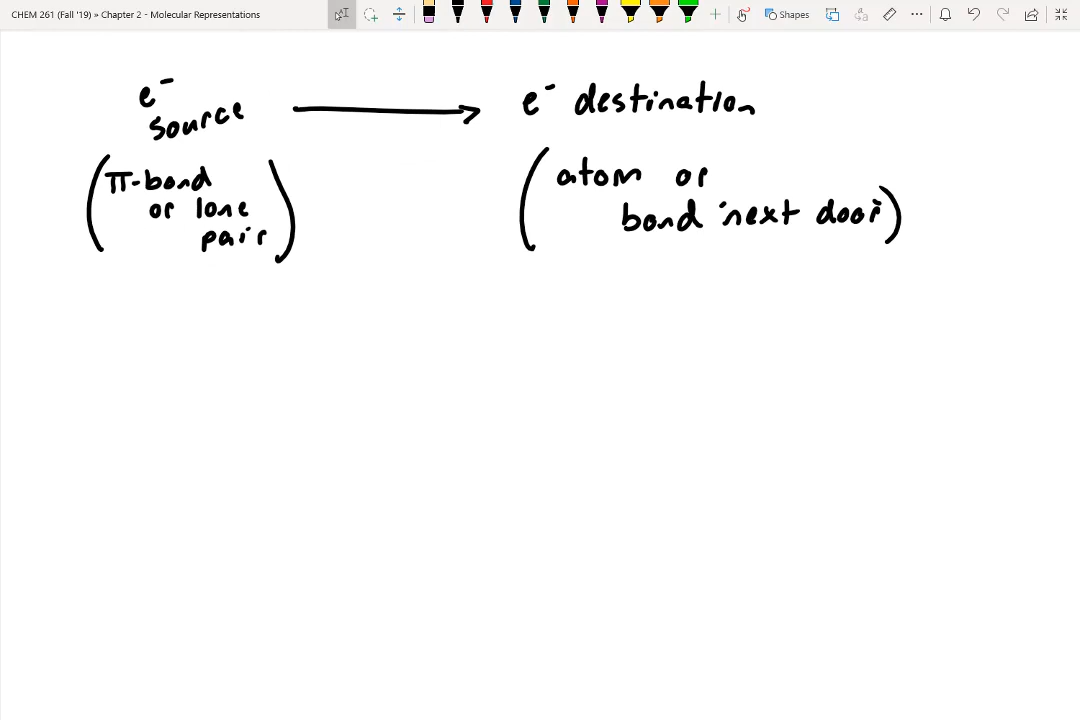 CHEM 261 (Fall '19) » Chapter 2 - Molecular Representations
Shapes
e⁻
source
e⁻ destination
(π-bond
or lone
pair)
(atom or
bond next door)